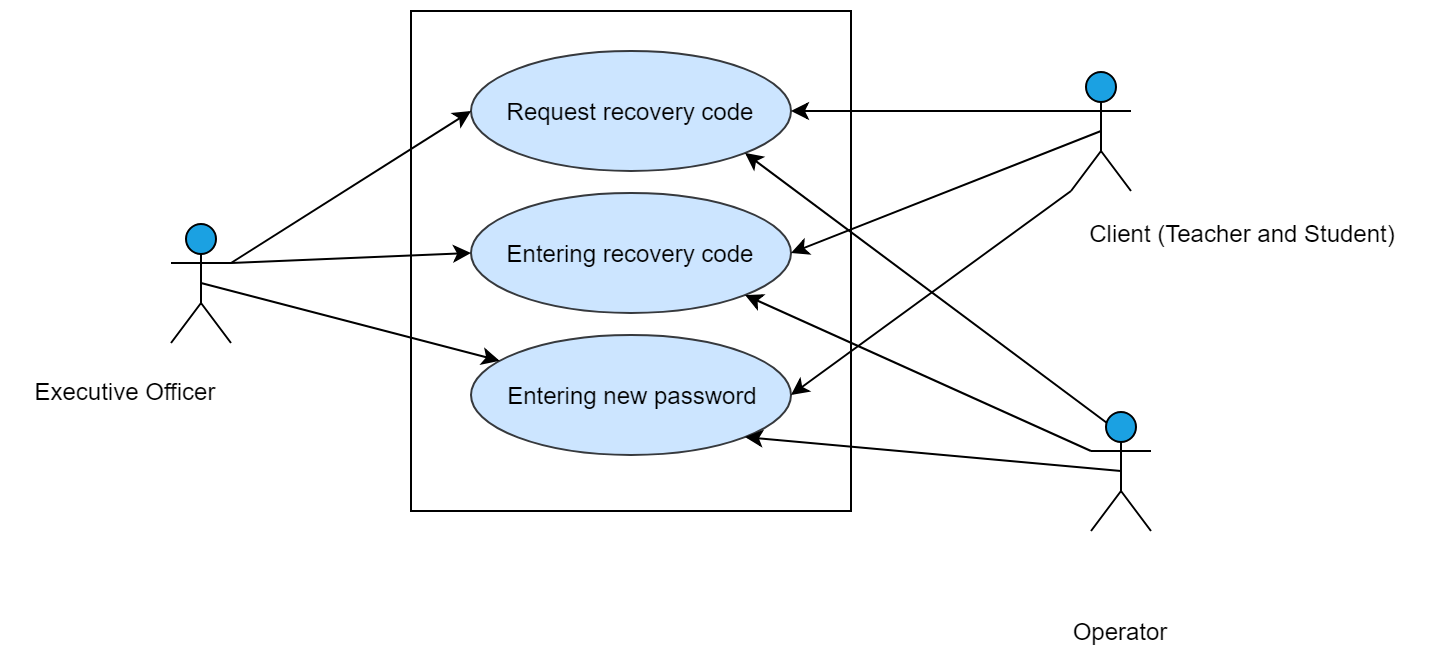 Request recovery code
Entering recovery code
Entering new password
Client (Teacher and Student)
Executive Officer
Operator